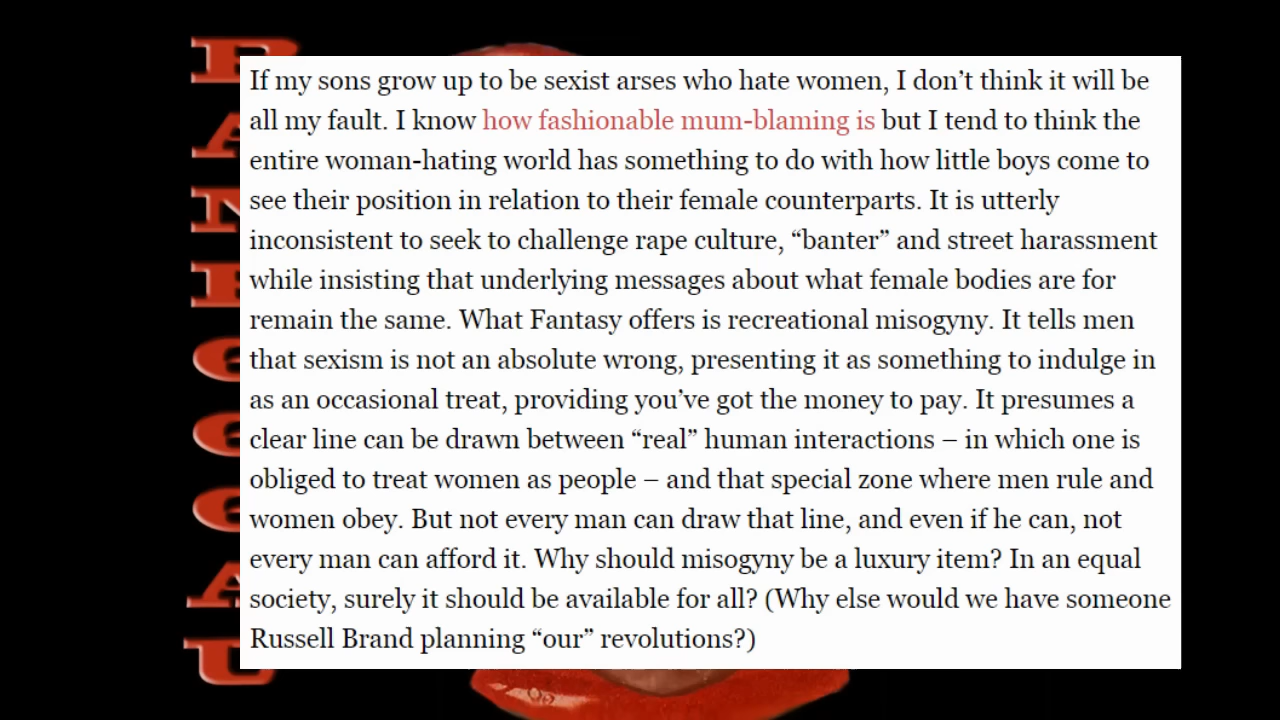 If my sons grow up to be sexist arses who hate women, I don’t think it will be
all my fault. I know how fashionable mum-blaming is but I tend to think the
entire woman-hating world has something to do with how little boys come to
see their position in relation to their female counterparts. It is utterly
inconsistent to seek to challenge rape culture, “banter” and street harassment
while insisting that underlying messages about what female bodies are for
remain the same. What Fantasy offers is recreational misogyny. It tells men
that sexism is not an absolute wrong, presenting it as something to indulge in
as an occasional treat, providing you’ve got the money to pay. It presumes a
clear line can be drawn between “real” human interactions – in which one is
obliged to treat women as people – and that special zone where men rule and
women obey. But not every man can draw that line, and even if he can, not
every man can afford it. Why should misogyny be a luxury item? In an equal
society, surely it should be available for all? (Why else would we have someone
Russell Brand planning “our” revolutions?)